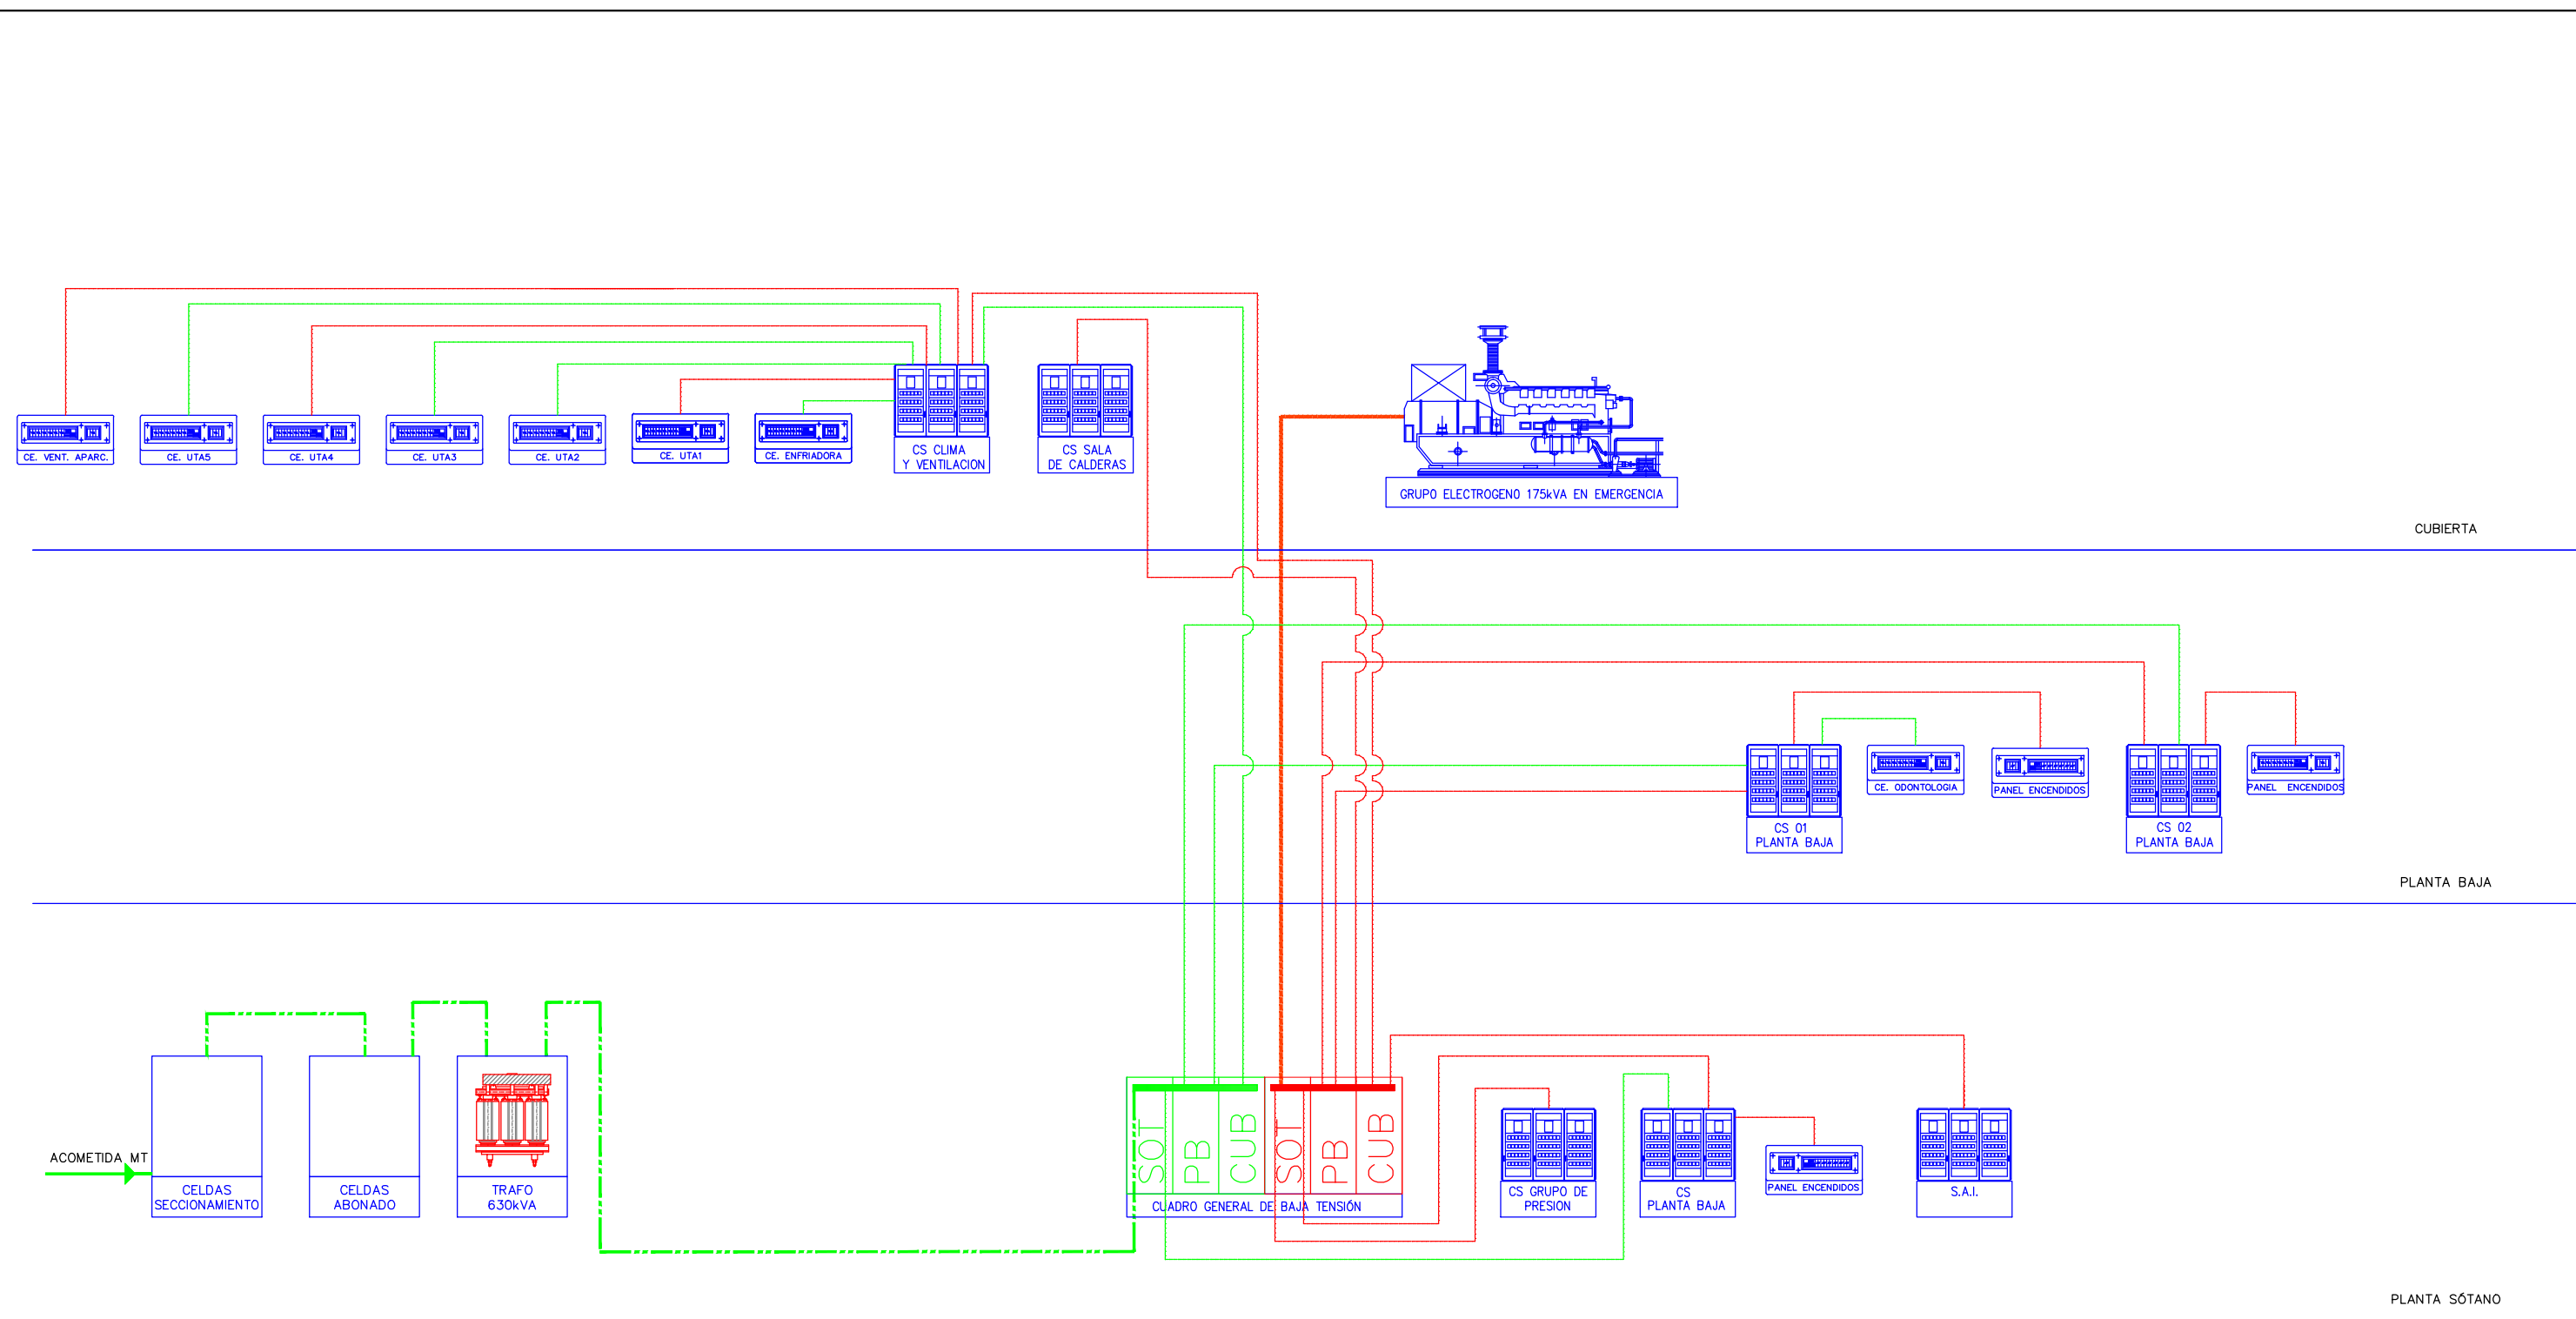 CE. VENT. APARC.
CE. UTA5
CE. UTA4
CE. UTA3
CE. UTA2
CE. UTA1
CE. ENFRIADORA
CS CLIMA
Y VENTILACION
CS SALA
DE CALDERAS
GRUPO ELECTROGENO 175kVA EN EMERGENCIA
CUBIERTA
CE. ODONTOLOGIA
PANEL ENCENDIDOS
PANEL ENCENDIDOS
CS 01
PLANTA BAJA
CS 02
PLANTA BAJA
PLANTA BAJA
ACOMETIDA MT
CELDAS
SECCIONAMIENTO
CELDAS
ABONADO
TRAFO
630kVA
SOT
PB
CUB
SOT
PB
CUB
CUADRO GENERAL DE BAJA TENSIÓN
CS GRUPO DE
PRESION
CS
PLANTA BAJA
PANEL ENCENDIDOS
S.A.I.
PLANTA SÓTANO